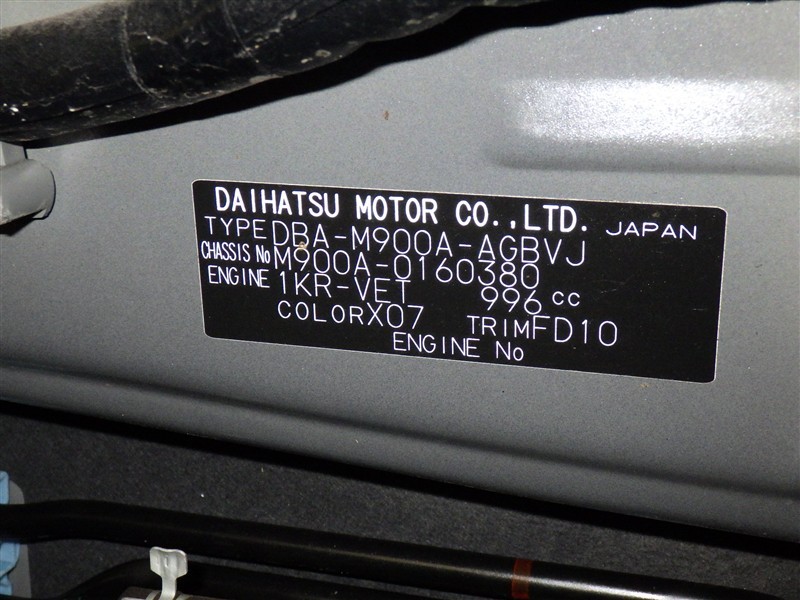 DAIHATSU MOTOR CO.,LTD. JAPAN
TYPE DBA-M900A-AGBVJ
CHASSIS No M900A-0160380
ENGINE 1KR-VET 996 cc
COLOR X07 TRIM FD10
ENGINE No